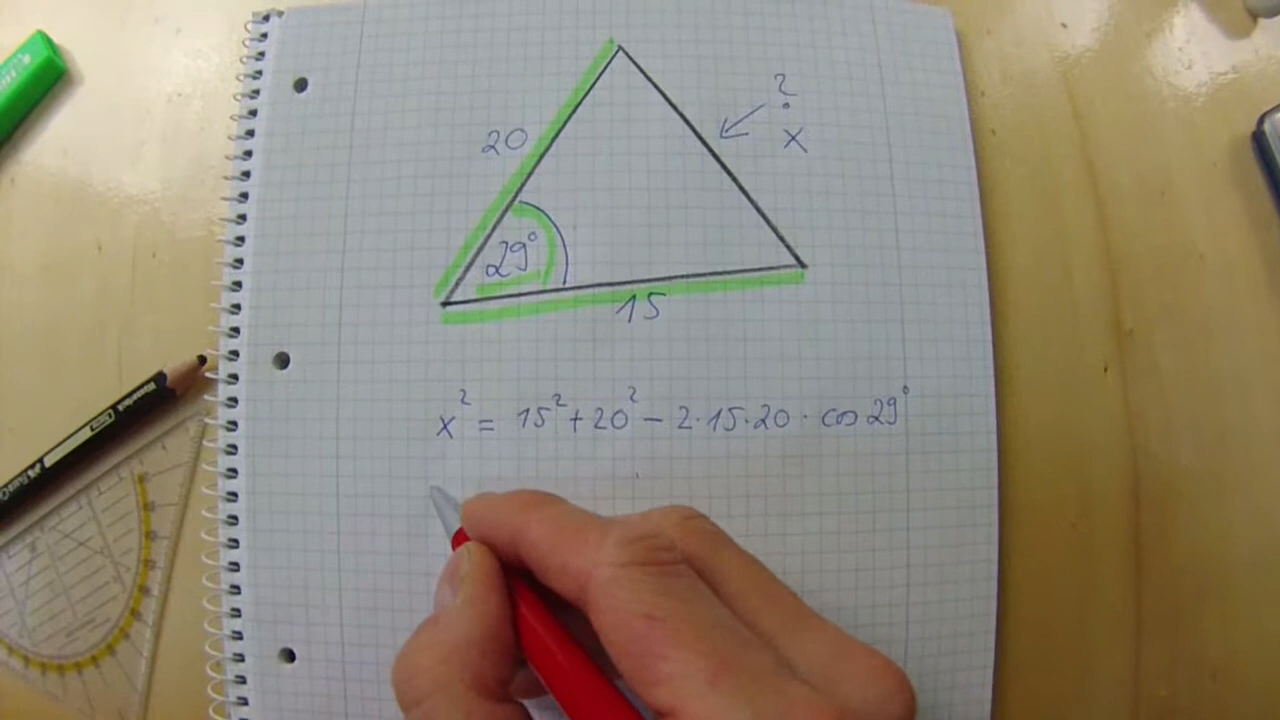 ?
20
x
29°
15
x² = 15² + 20² − 2·15·20 · cos 29°